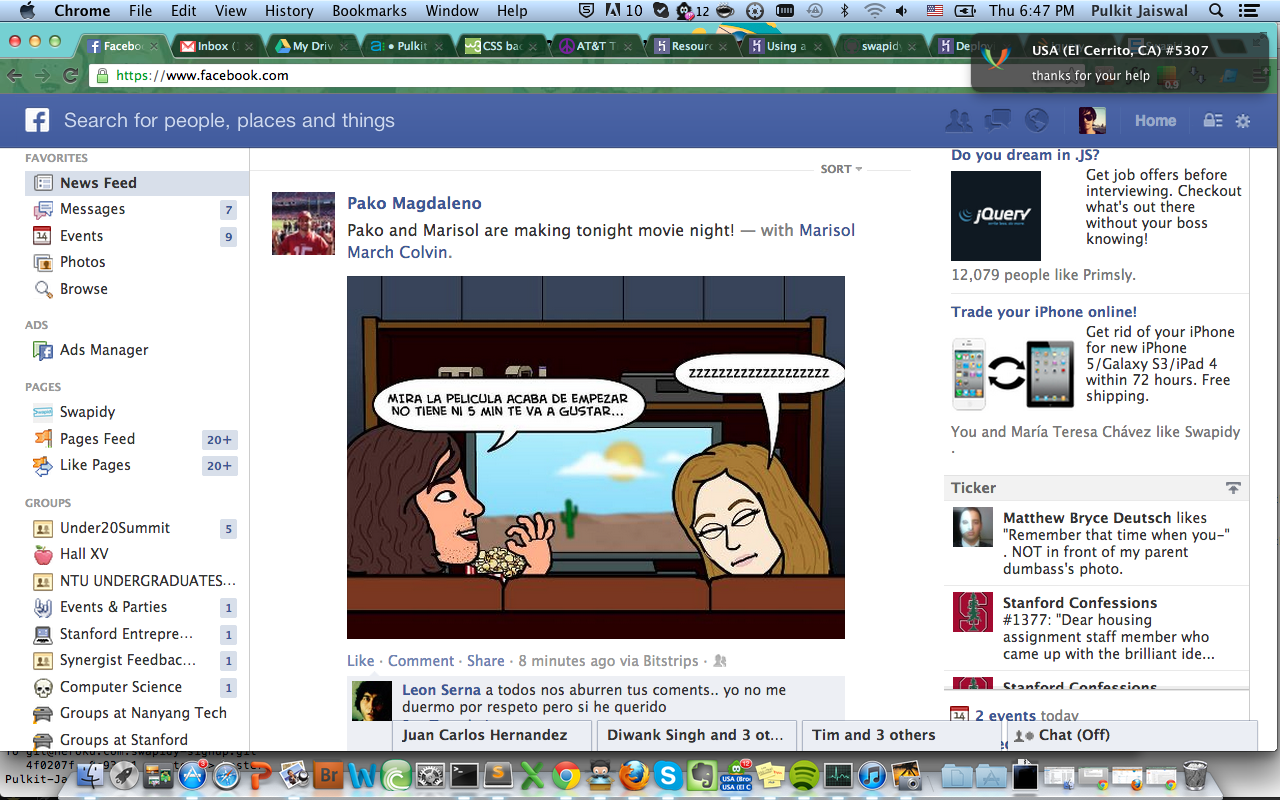 Chrome File Edit View History Bookmarks Window Help 10 12 Thu 6:47 PM Pulkit Jaiswal
Facebo Inbox ( My Driv • Pulkit CSS bac AT&T T Resourc Using a swapidy Deplo
USA (El Cerrito, CA) #5307
thanks for your help
https://www.facebook.com
0.9
Search for people, places and things
Home
FAVORITES
News Feed
Messages 7
Events 9
Photos
Browse
ADS
Ads Manager
PAGES
Swapidy
Pages Feed 20+
Like Pages 20+
GROUPS
Under20Summit 5
Hall XV
NTU UNDERGRADUATES...
Events & Parties 1
Stanford Entrepre... 1
Synergist Feedbac... 1
Computer Science 1
Groups at Nanyang Tech
Groups at Stanford
SORT
Pako Magdaleno
Pako and Marisol are making tonight movie night! — with Marisol
March Colvin.
MIRA LA PELICULA ACABA DE EMPEZAR
NO TIENE NI 5 MIN TE VA A GUSTAR...
ZZZZZZZZZZZZZZZZZZZ
Like · Comment · Share · 8 minutes ago via Bitstrips ·
Leon Serna a todos nos aburren tus coments.. yo no me
duermo por respeto pero si he querido
Do you dream in .JS?
jQuery
Get job offers before
interviewing. Checkout
what's out there
without your boss
knowing!
12,079 people like Primsly.
Trade your iPhone online!
Get rid of your iPhone
for new iPhone
5/Galaxy S3/iPad 4
within 72 hours. Free
shipping.
You and María Teresa Chávez like Swapidy
.
Ticker
Matthew Bryce Deutsch likes
"Remember that time when you-"
. NOT in front of my parent
dumbass's photo.
Stanford Confessions
#1377: "Dear housing
assignment staff member who
came up with the brilliant ide...
Stanford Confessions
14 2 events today
Juan Carlos Hernandez
Diwank Singh and 3 ot...
Tim and 3 others
Chat (Off)
Pulkit-Ja